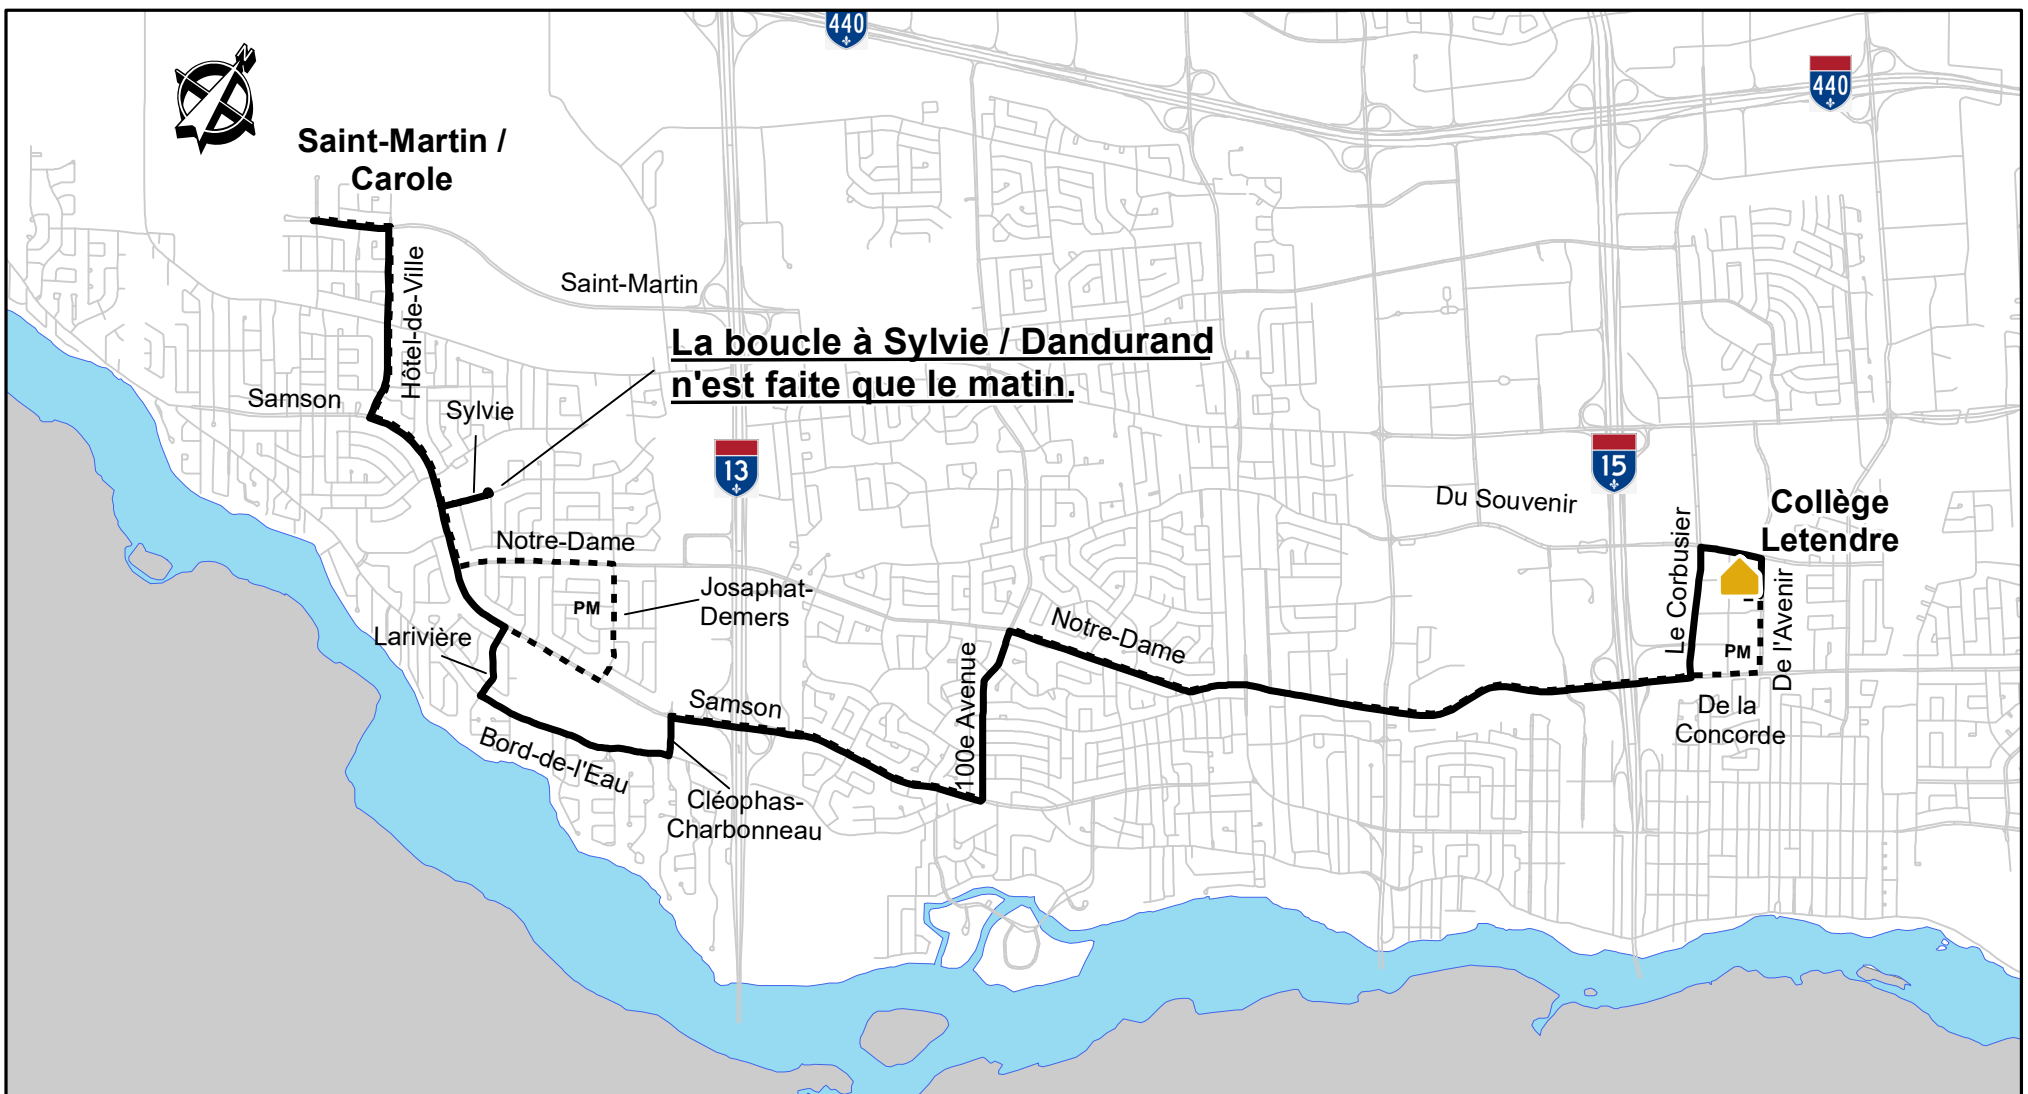 440
440
N
Saint-Martin /
Carole
Hôtel-de-Ville
Saint-Martin
La boucle à Sylvie / Dandurand
n'est faite que le matin.
Samson
Sylvie
13
15
Du Souvenir
Collège
Letendre
Le Corbusier
De l'Avenir
Notre-Dame
Josaphat-
Demers
PM
Larivière
Notre-Dame
100e Avenue
PM
Samson
De la
Concorde
Bord-de-l'Eau
Cléophas-
Charbonneau